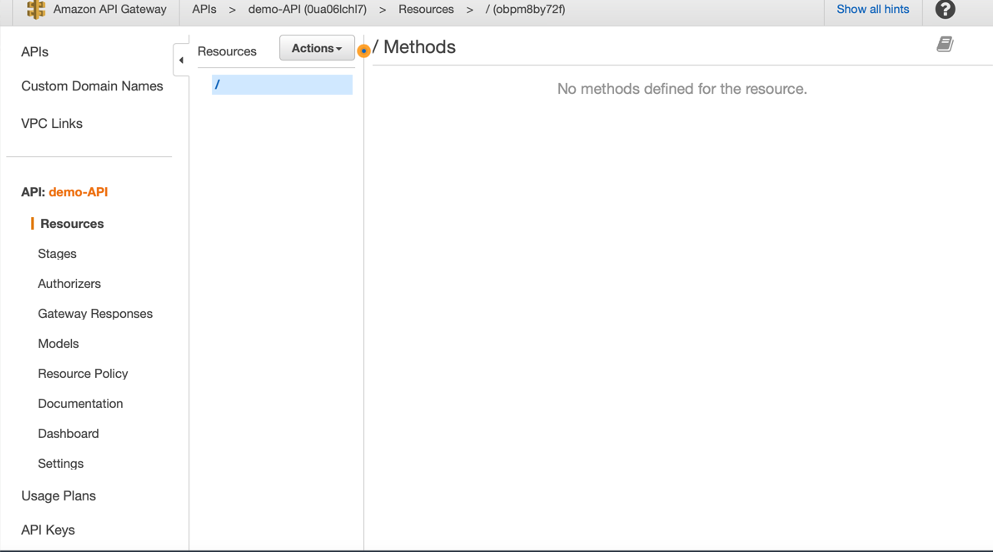 Amazon API Gateway
APIs > demo-API (0ua06lchl7) > Resources > / (obpm8by72f)
Show all hints
?
APIs
Custom Domain Names
VPC Links
API: demo-API
Resources
Stages
Authorizers
Gateway Responses
Models
Resource Policy
Documentation
Dashboard
Settings
Usage Plans
API Keys
Resources
Actions
/
/ Methods
No methods defined for the resource.